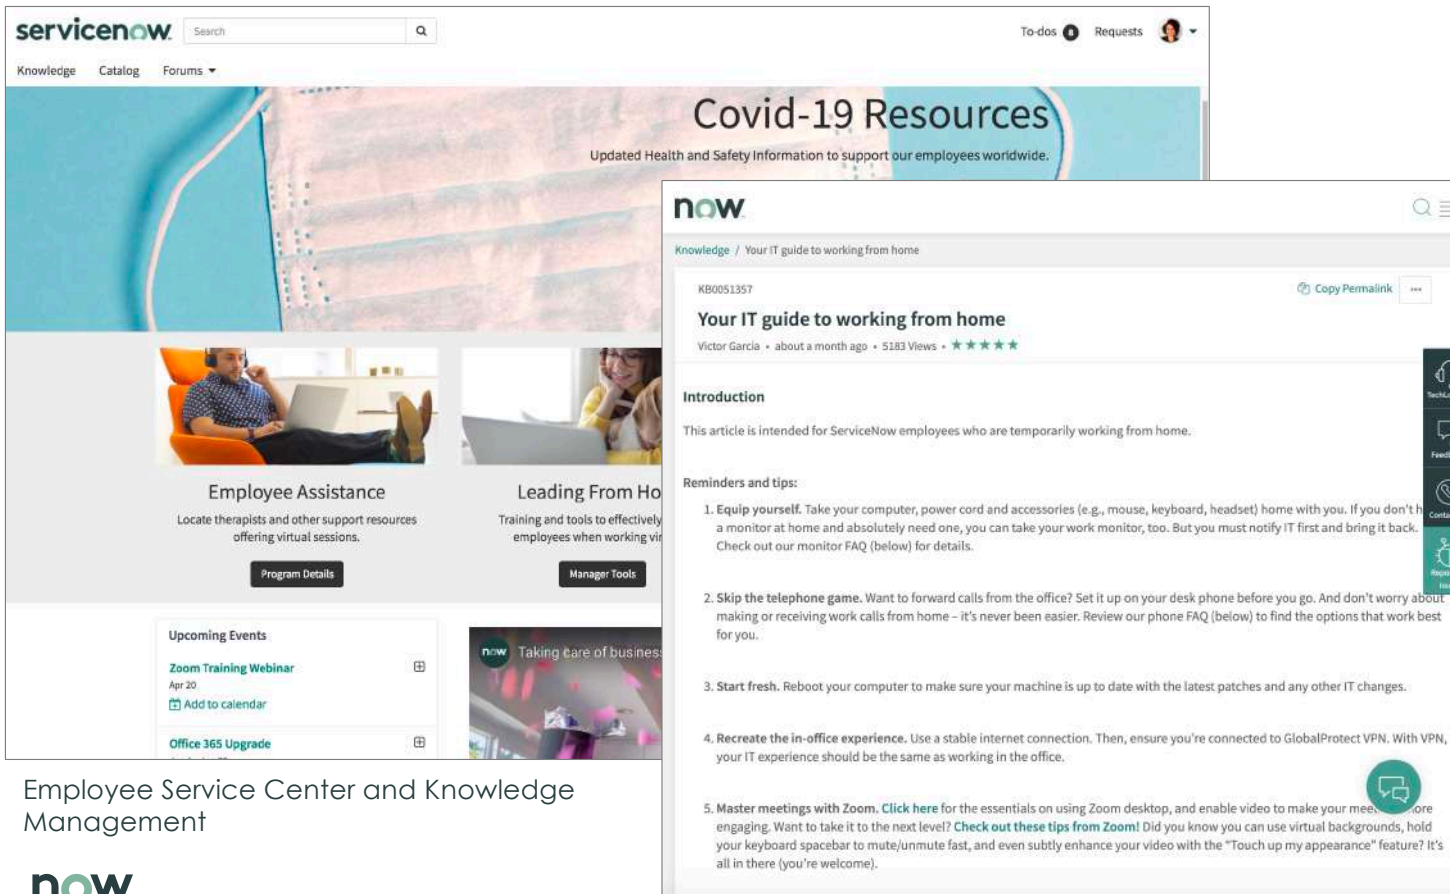 servicenow
Search
To-dos 8 Requests
Knowledge Catalog Forums
Covid-19 Resources
Updated Health and Safety Information to support our employees worldwide.
Employee Assistance
Locate therapists and other support resources
offering virtual sessions.
Program Details
Leading From Ho
Training and tools to effectively
employees when working vir
Manager Tools
Upcoming Events
Zoom Training Webinar
Apr 20
Add to calendar
Office 365 Upgrade
now Taking care of business
now
Knowledge / Your IT guide to working from home
KB0051357
Copy Permalink
Your IT guide to working from home
Victor Garcia • about a month ago • 5183 Views •
Introduction
This article is intended for ServiceNow employees who are temporarily working from home.
Reminders and tips:
1. Equip yourself. Take your computer, power cord and accessories (e.g., mouse, keyboard, headset) home with you. If you don't h
a monitor at home and absolutely need one, you can take your work monitor, too. But you must notify IT first and bring it back.
Check out our monitor FAQ (below) for details.
2. Skip the telephone game. Want to forward calls from the office? Set it up on your desk phone before you go. And don't worry about
making or receiving work calls from home – it's never been easier. Review our phone FAQ (below) to find the options that work best
for you.
3. Start fresh. Reboot your computer to make sure your machine is up to date with the latest patches and any other IT changes.
4. Recreate the in-office experience. Use a stable internet connection. Then, ensure you're connected to GlobalProtect VPN. With VPN,
your IT experience should be the same as working in the office.
5. Master meetings with Zoom. Click here for the essentials on using Zoom desktop, and enable video to make your mee ore
engaging. Want to take it to the next level? Check out these tips from Zoom! Did you know you can use virtual backgrounds, hold
your keyboard spacebar to mute/unmute fast, and even subtly enhance your video with the "Touch up my appearance" feature? It's
all in there (you're welcome).
Employee Service Center and Knowledge
Management
now